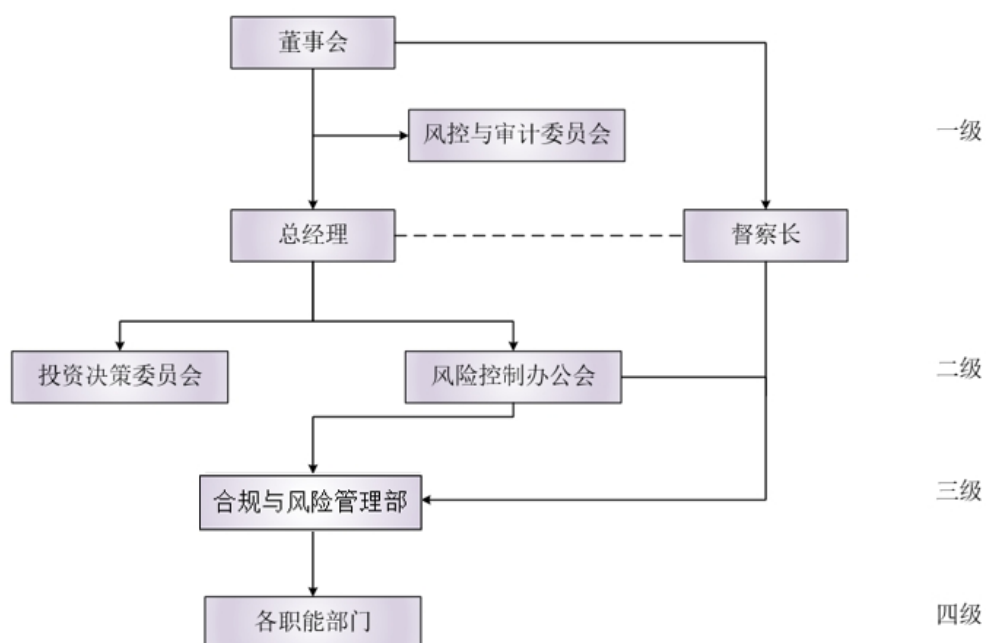 董事会
风控与审计委员会
一级
总经理
督察长
投资决策委员会
风险控制办公会
二级
合规与风险管理部
三级
各职能部门
四级